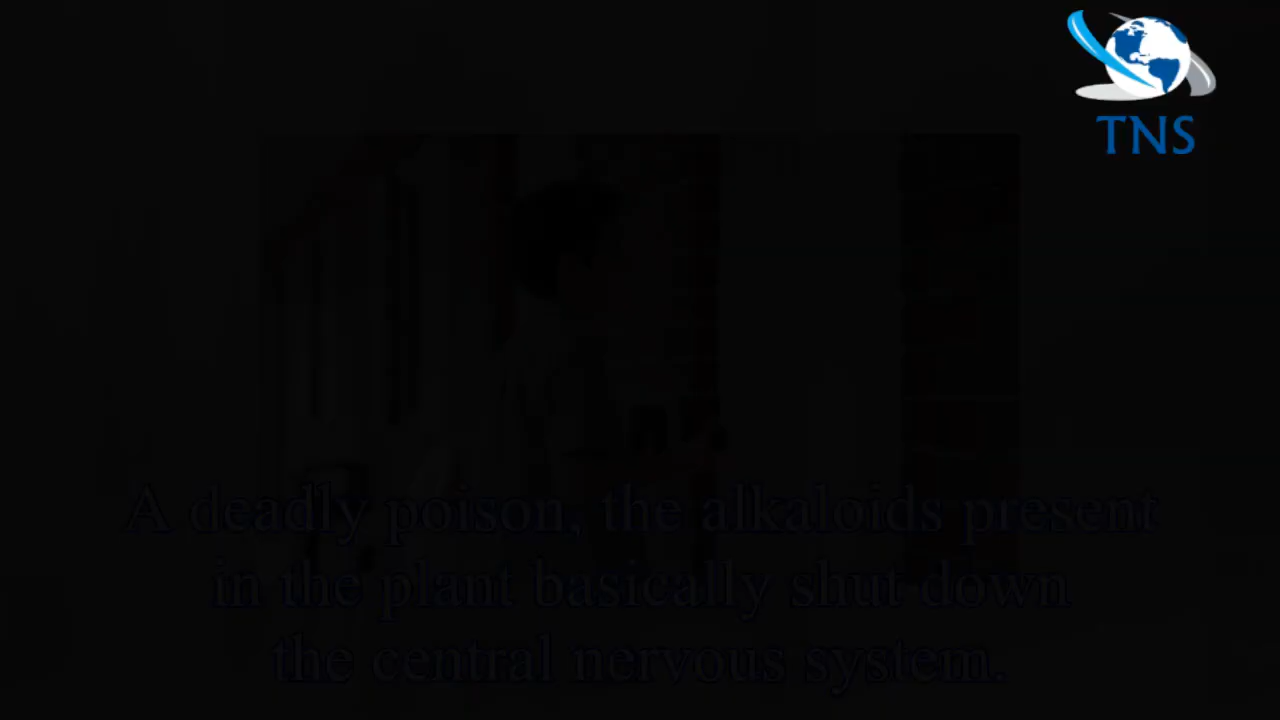 TNS
A deadly poison, the alkaloids present
in the plant basically shut down
the central nervous system.